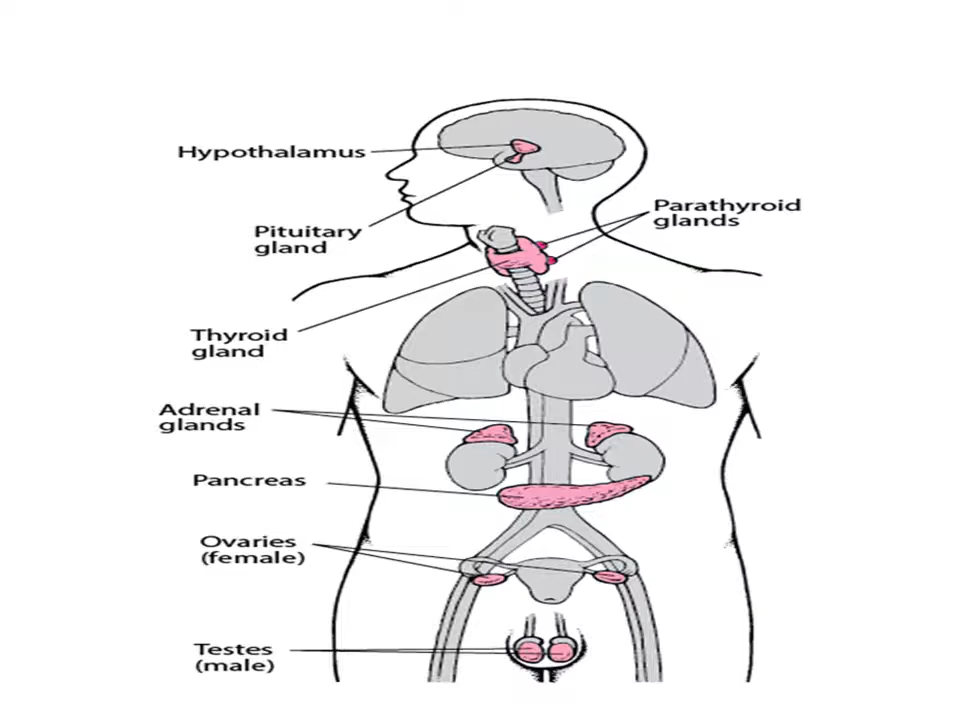 Hypothalamus
Parathyroid
glands
Pituitary
gland
Thyroid
gland
Adrenal
glands
Pancreas
Ovaries
(female)
Testes
(male)